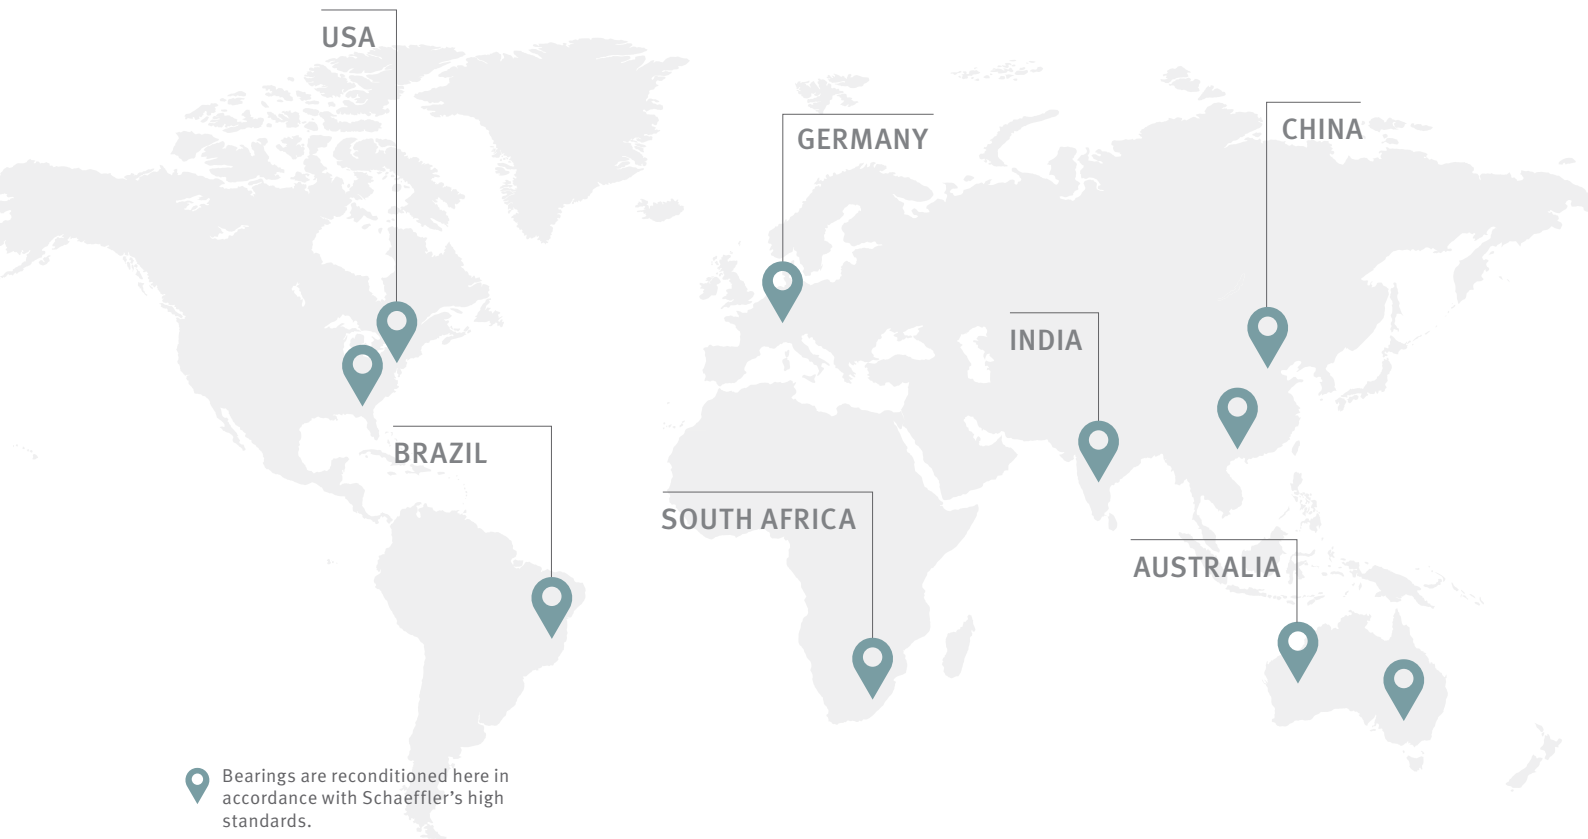 USA
GERMANY
CHINA
INDIA
BRAZIL
SOUTH AFRICA
AUSTRALIA
Bearings are reconditioned here in
accordance with Schaeffler’s high
standards.